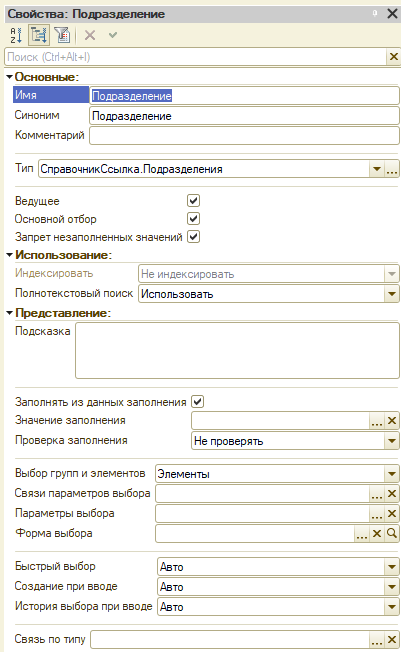 Свойства: Подразделение
Поиск (Ctrl+Alt+I)
Основные:
Имя Подразделение
Синоним Подразделение
Комментарий
Тип СправочникСсылка.Подразделения
Ведущее
Основной отбор
Запрет незаполненных значений
Использование:
Индексировать Не индексировать
Полнотекстовый поиск Использовать
Представление:
Подсказка
Заполнять из данных заполнения
Значение заполнения
Проверка заполнения Не проверять
Выбор групп и элементов Элементы
Связи параметров выбора
Параметры выбора
Форма выбора
Быстрый выбор Авто
Создание при вводе Авто
История выбора при вводе Авто
Связь по типу